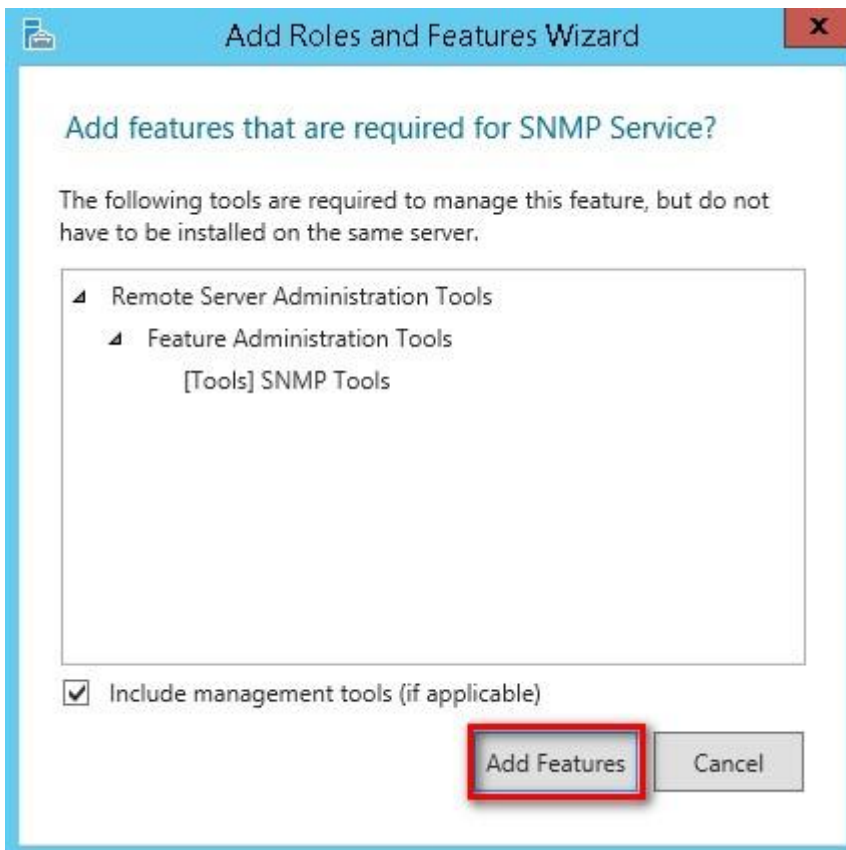 Add Roles and Features Wizard
x
Add features that are required for SNMP Service?
The following tools are required to manage this feature, but do not
have to be installed on the same server.
Remote Server Administration Tools
Feature Administration Tools
[Tools] SNMP Tools
Include management tools (if applicable)
Add Features
Cancel